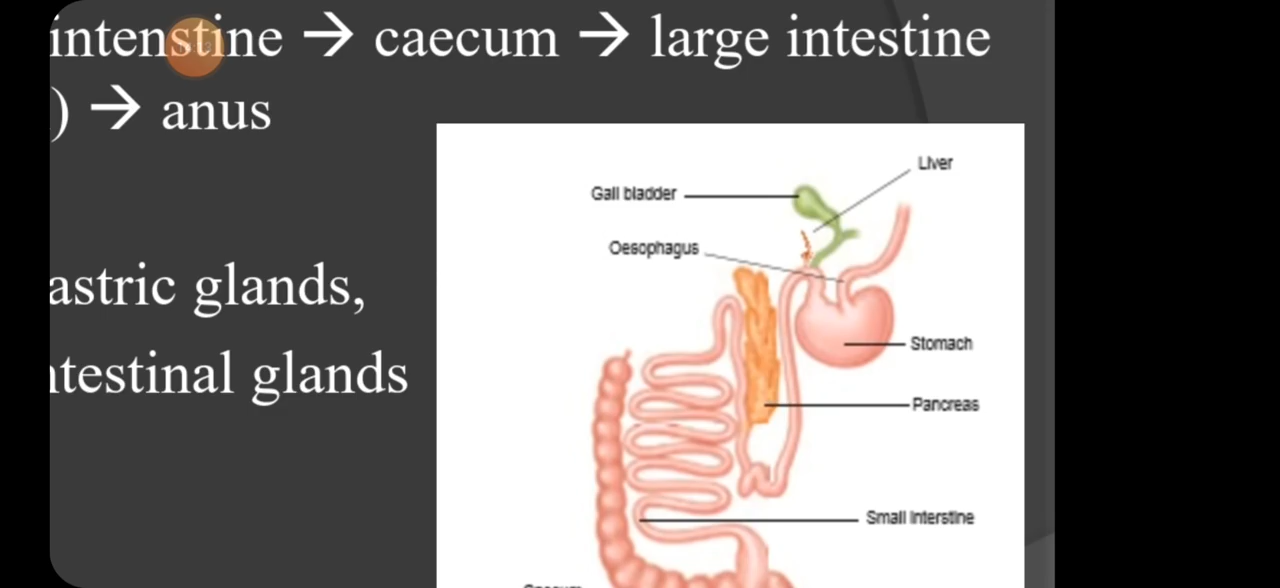 intenstine → caecum → large intestine
) → anus
Liver
Gall bladder
Oesophagus
astric glands,
Stomach
testinal glands
Pancreas
Small Interstine